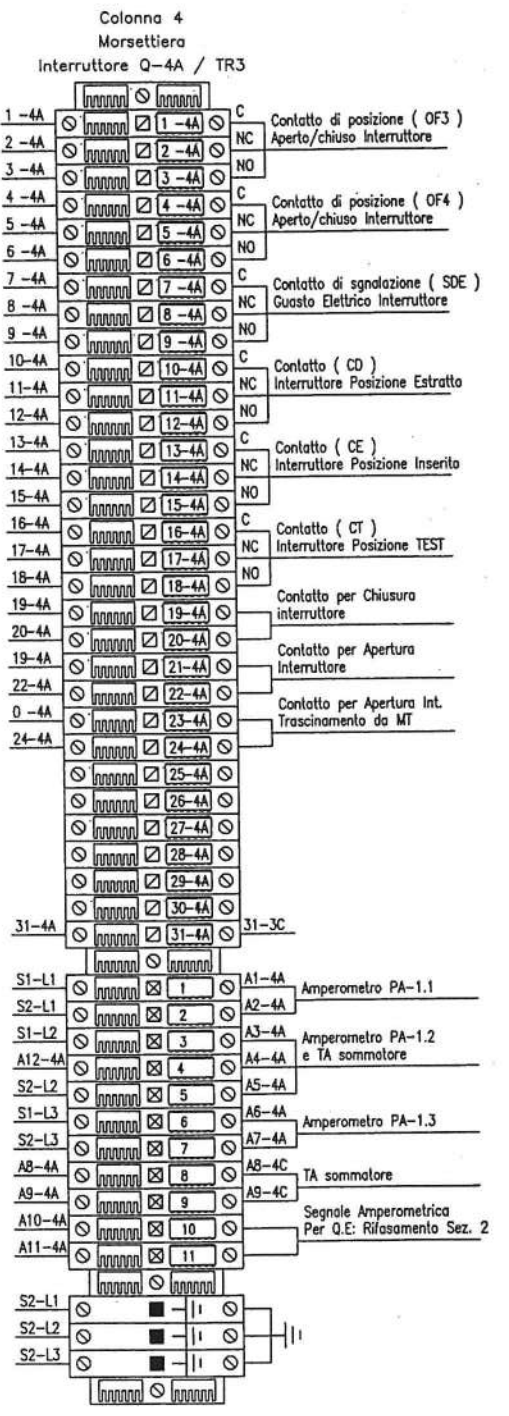 Colonna 4
Morsettiera
Interruttore Q-4A / TR3
1 -4A 1 -4A C Contatto di posizione ( OF3 )
2 -4A 2 -4A NC Aperto/chiuso Interruttore
3 -4A 3 -4A NO
4 -4A 4 -4A C Contatto di posizione ( OF4 )
5 -4A 5 -4A NC Aperto/chiuso Interruttore
6 -4A 6 -4A NO
7 -4A 7 -4A C Contatto di sgnalazione ( SDE )
8 -4A 8 -4A NC Guasto Elettrico Interruttore
9 -4A 9 -4A NO
10-4A 10-4A C Contatto ( CD )
11-4A 11-4A NC Interruttore Posizione Estratto
12-4A 12-4A NO
13-4A 13-4A C Contatto ( CE )
14-4A 14-4A NC Interruttore Posizione Inserito
15-4A 15-4A NO
16-4A 16-4A C Contatto ( CT )
17-4A 17-4A NC Interruttore Posizione TEST
18-4A 18-4A NO
19-4A 19-4A Contatto per Chiusura
20-4A 20-4A interruttore
19-4A 21-4A Contatto per Apertura
22-4A 22-4A Interruttore
0 -4A 23-4A Contatto per Apertura Int.
24-4A 24-4A Trascinamento da MT
25-4A
26-4A
27-4A
28-4A
29-4A
30-4A
31-4A 31-4A 31-3C
S1-L1 1 A1-4A Amperometro PA-1.1
S2-L1 2 A2-4A
S1-L2 3 A3-4A Amperometro PA-1.2
A12-4A 4 A4-4A e TA sommatore
S2-L2 5 A5-4A
S1-L3 6 A6-4A Amperometro PA-1.3
S2-L3 7 A7-4A
A8-4A 8 A8-4C TA sommatore
A9-4A 9 A9-4C
A10-4A 10 Segnale Amperometrica
A11-4A 11 Per Q.E: Rifasamento Sez. 2
S2-L1
S2-L2
S2-L3